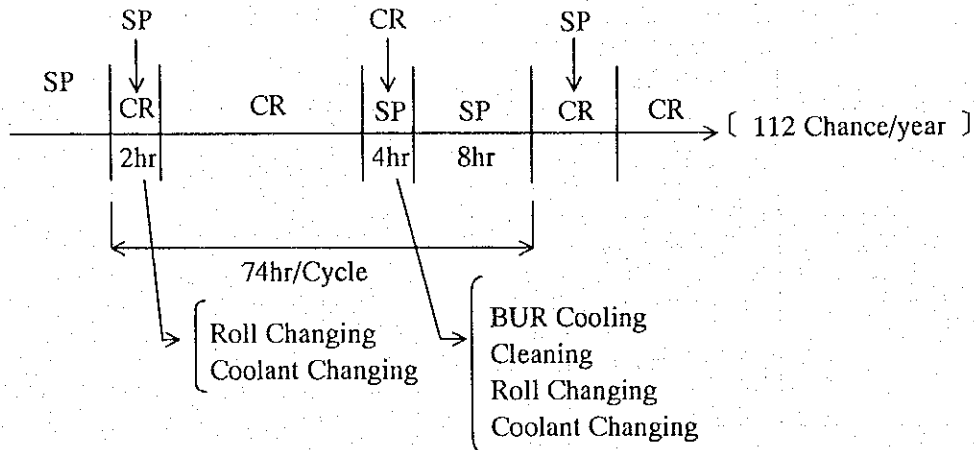 SP CR SP
SP CR CR SP SP CR CR 〔 112 Chance/year 〕
2hr 4hr 8hr
74hr/Cycle
Roll Changing
Coolant Changing
BUR Cooling
Cleaning
Roll Changing
Coolant Changing